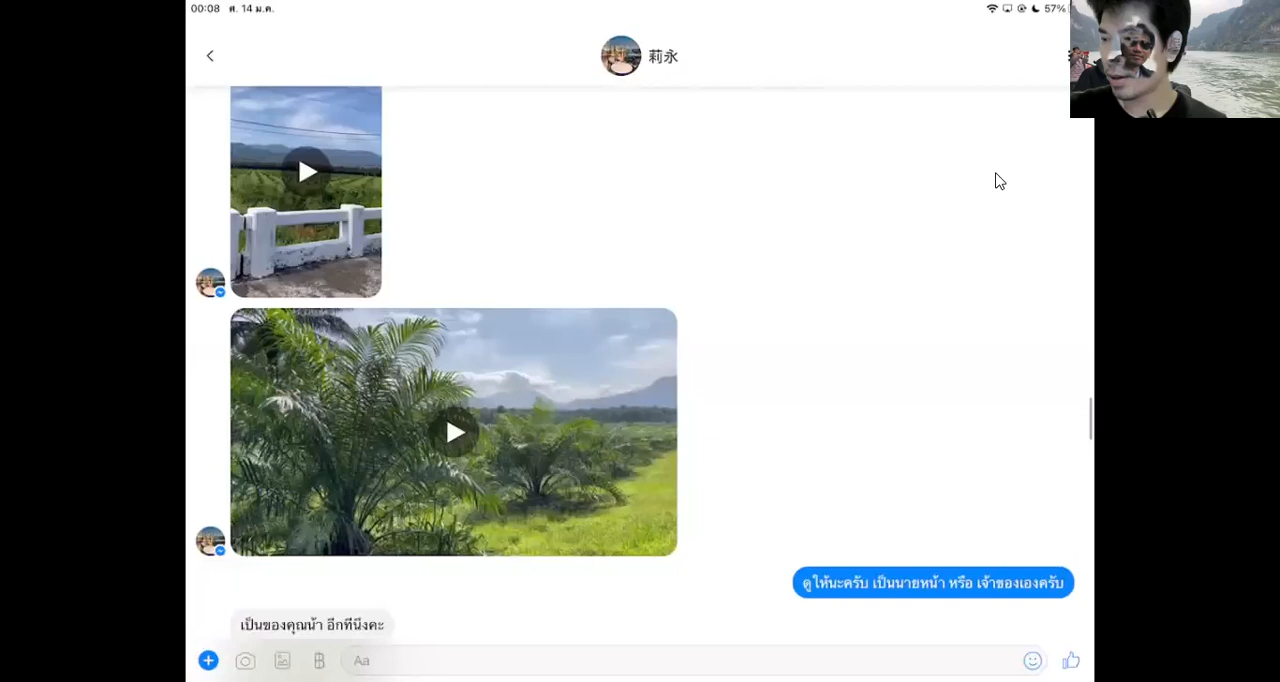 00:08 ศ. 14 ม.ค.
57%
莉永
ดูให้นะครับ เป็นนายหน้า หรือ เจ้าของเองครับ
เป็นของคุณน้า อีกทีนึงคะ
Aa